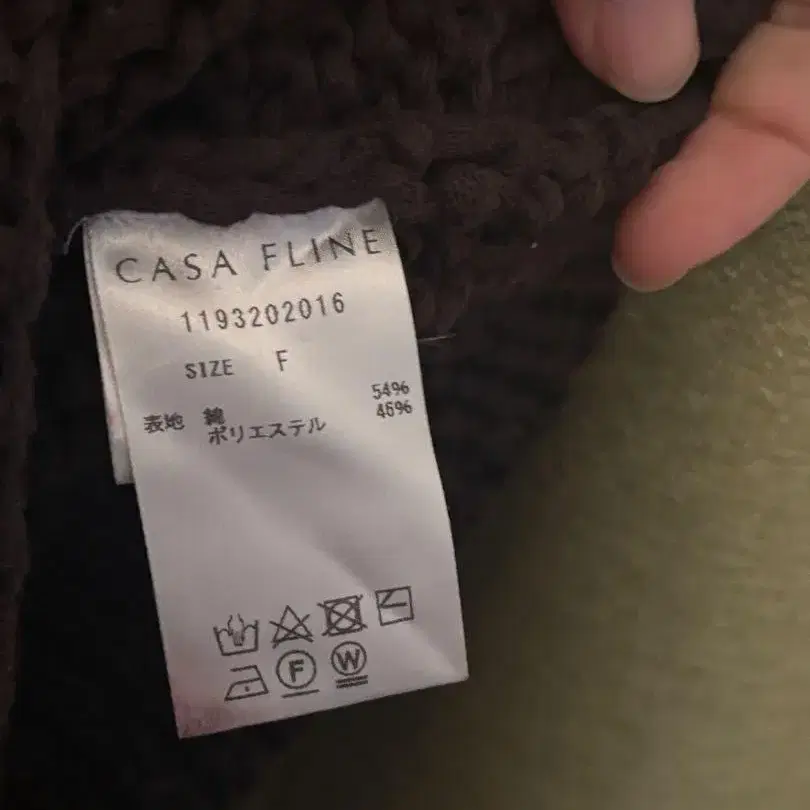 CASA FLINE
1193202016
SIZE F
表地 綿 54%
ポリエステル 46%
F W